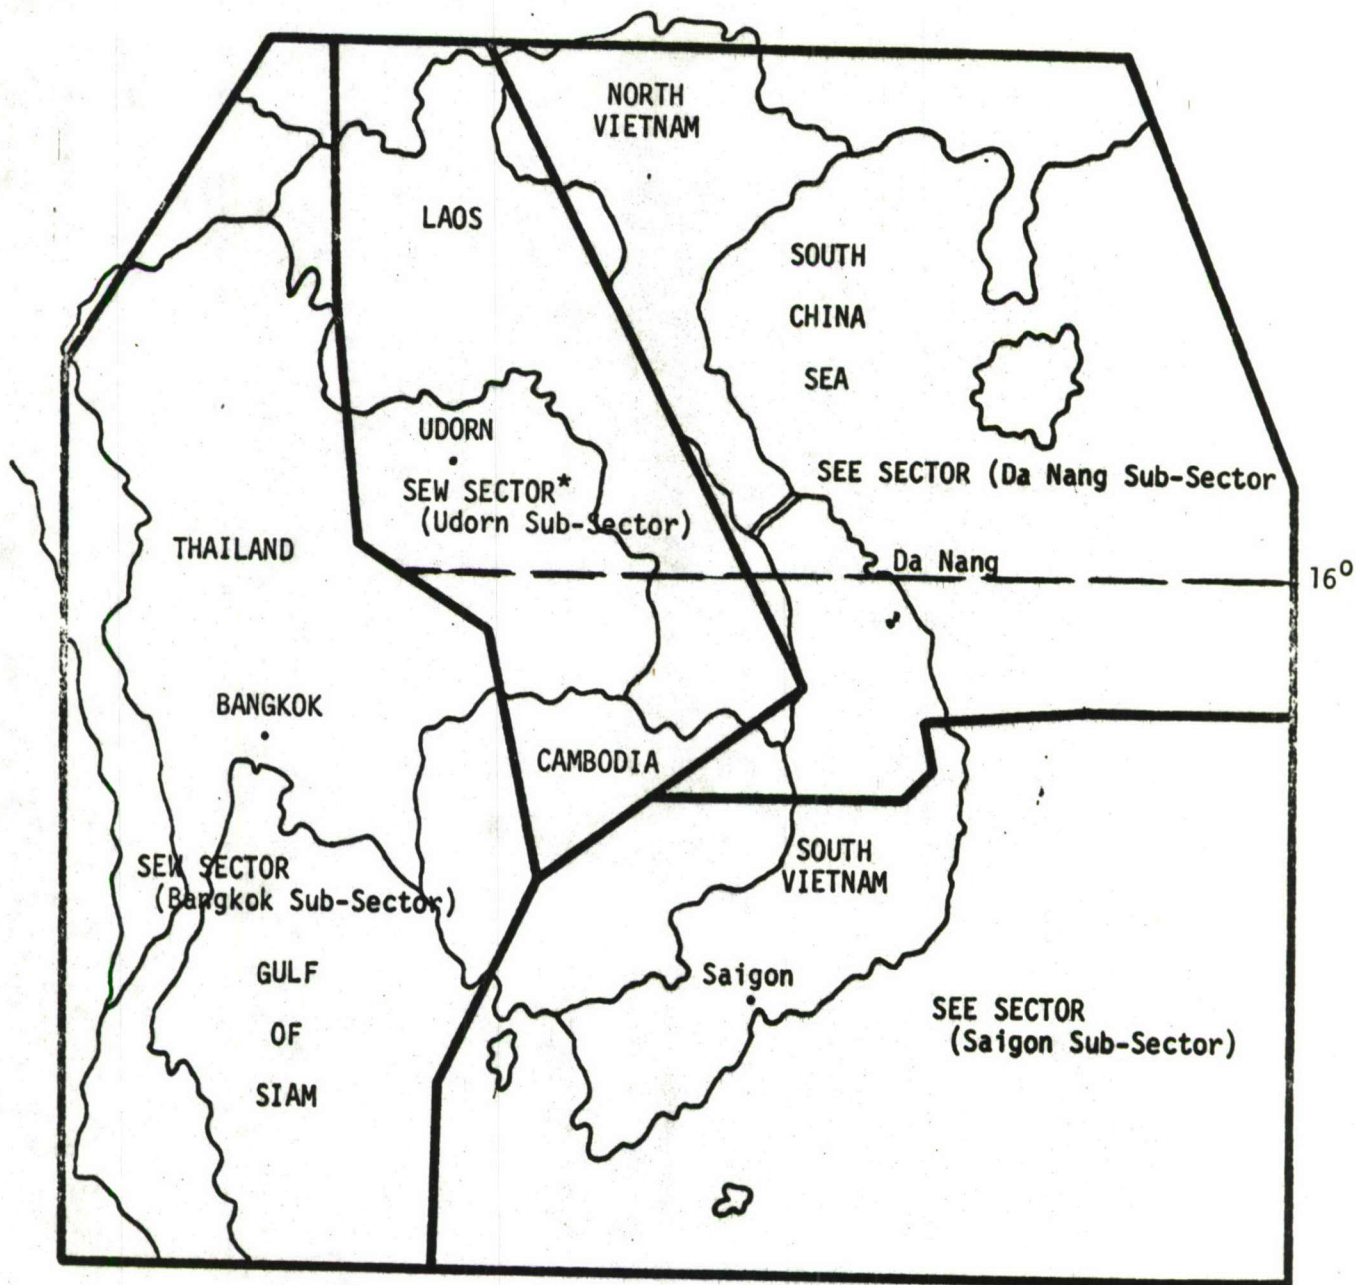 NORTH
VIETNAM
LAOS
SOUTH
CHINA
SEA
UDORN
SEW SECTOR*
(Udorn Sub-Sector)
SEE SECTOR (Da Nang Sub-Sector
THAILAND
Da Nang
16°
BANGKOK
CAMBODIA
SEW SECTOR
(Bangkok Sub-Sector)
SOUTH
VIETNAM
GULF
OF
SIAM
Saigon
SEE SECTOR
(Saigon Sub-Sector)